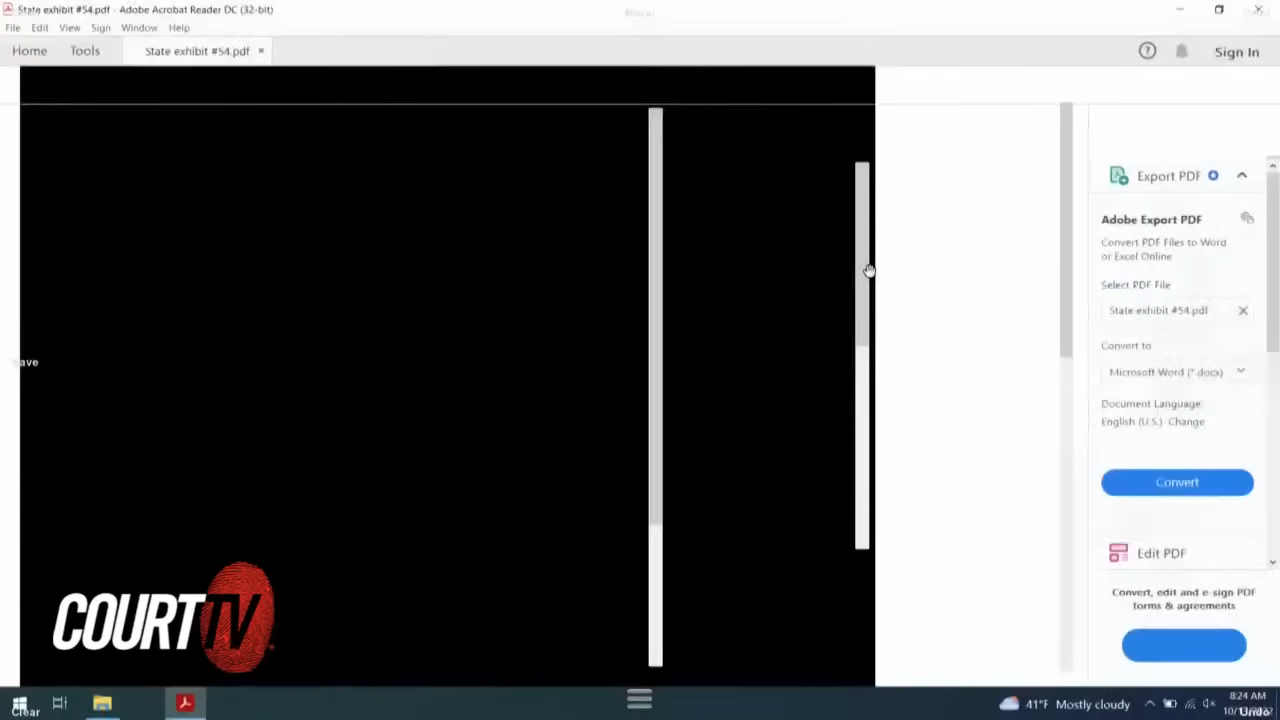 State exhibit #54.pdf - Adobe Acrobat Reader DC (32-bit)
File Edit View Sign Window Help
Home Tools State exhibit #54.pdf × Sign In
Export PDF
Adobe Export PDF
Convert PDF Files to Word
or Excel Online
Select PDF File
State exhibit #54.pdf
ave
Convert to
Microsoft Word (*.docx)
Document Language:
English (U.S.) Change
Convert
Edit PDF
Convert, edit and e-sign PDF
forms & agreements
COURT TV
41°F Mostly cloudy
8:24 AM
Clear
Undo